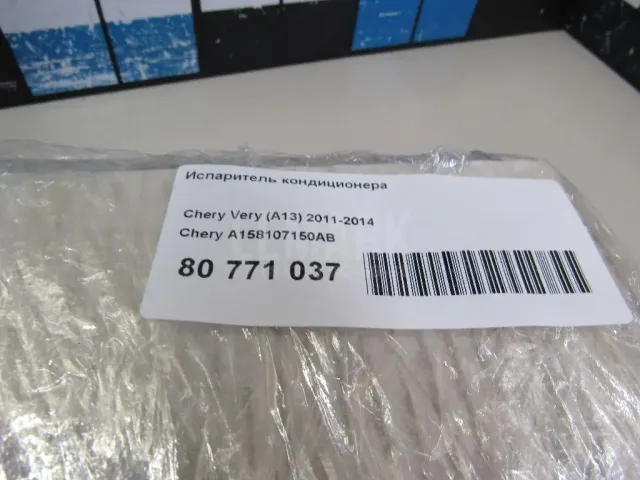 Испаритель кондиционера
Chery Very (A13) 2011-2014
Chery A158107150AB
80 771 037